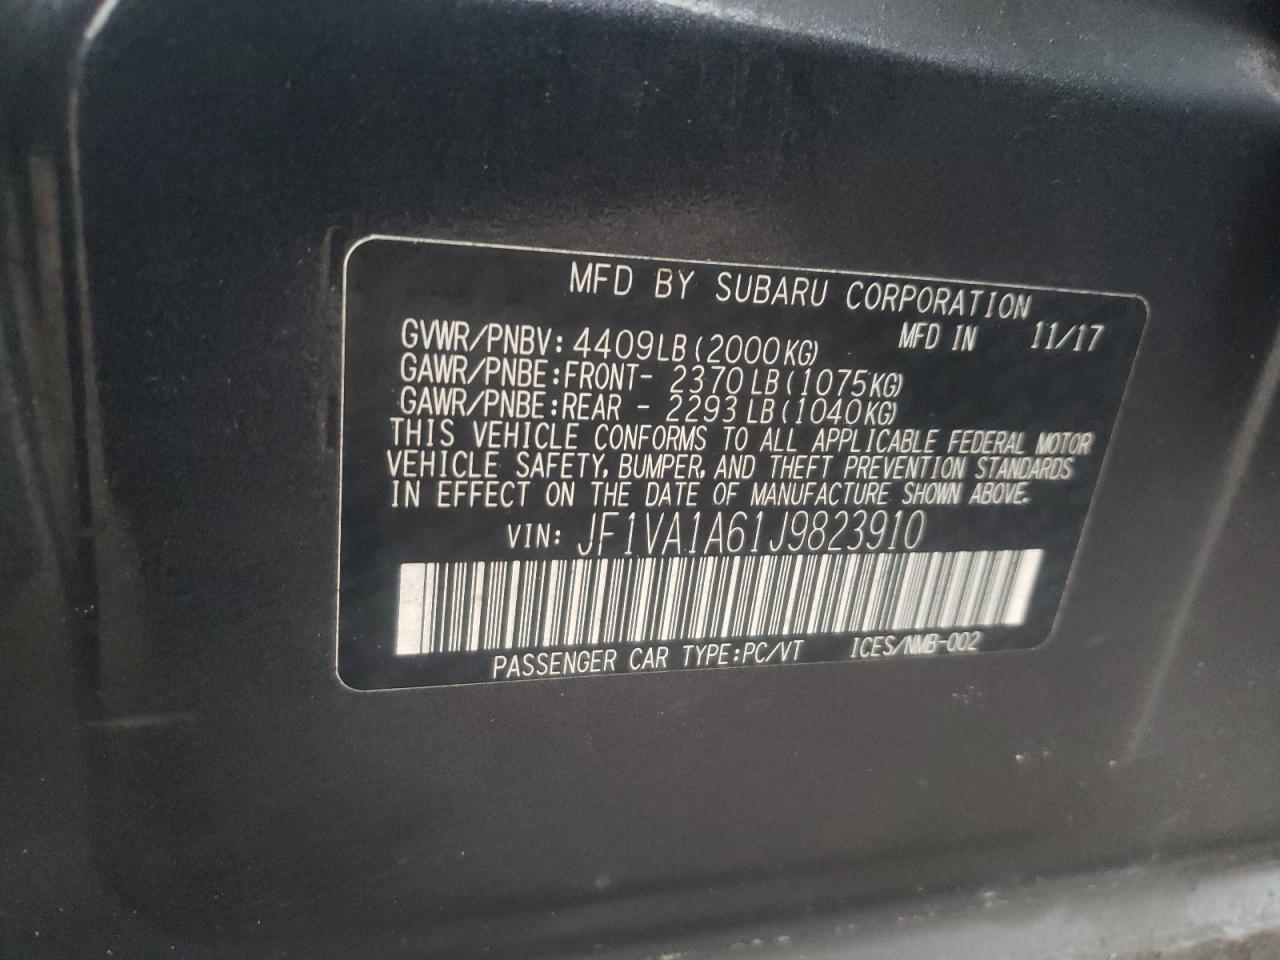 MFD BY SUBARU CORPORATION
GVWR/PNBV: 4409LB(2000KG) MFD IN 11/17
GAWR/PNBE:FRONT- 2370LB(1075KG)
GAWR/PNBE:REAR - 2293LB(1040KG)
THIS VEHICLE CONFORMS TO ALL APPLICABLE FEDERAL MOTOR
VEHICLE SAFETY, BUMPER, AND THEFT PREVENTION STANDARDS
IN EFFECT ON THE DATE OF MANUFACTURE SHOWN ABOVE.
VIN: JF1VA1A61J9823910
PASSENGER CAR TYPE:PC/VT ICES/NMB-002